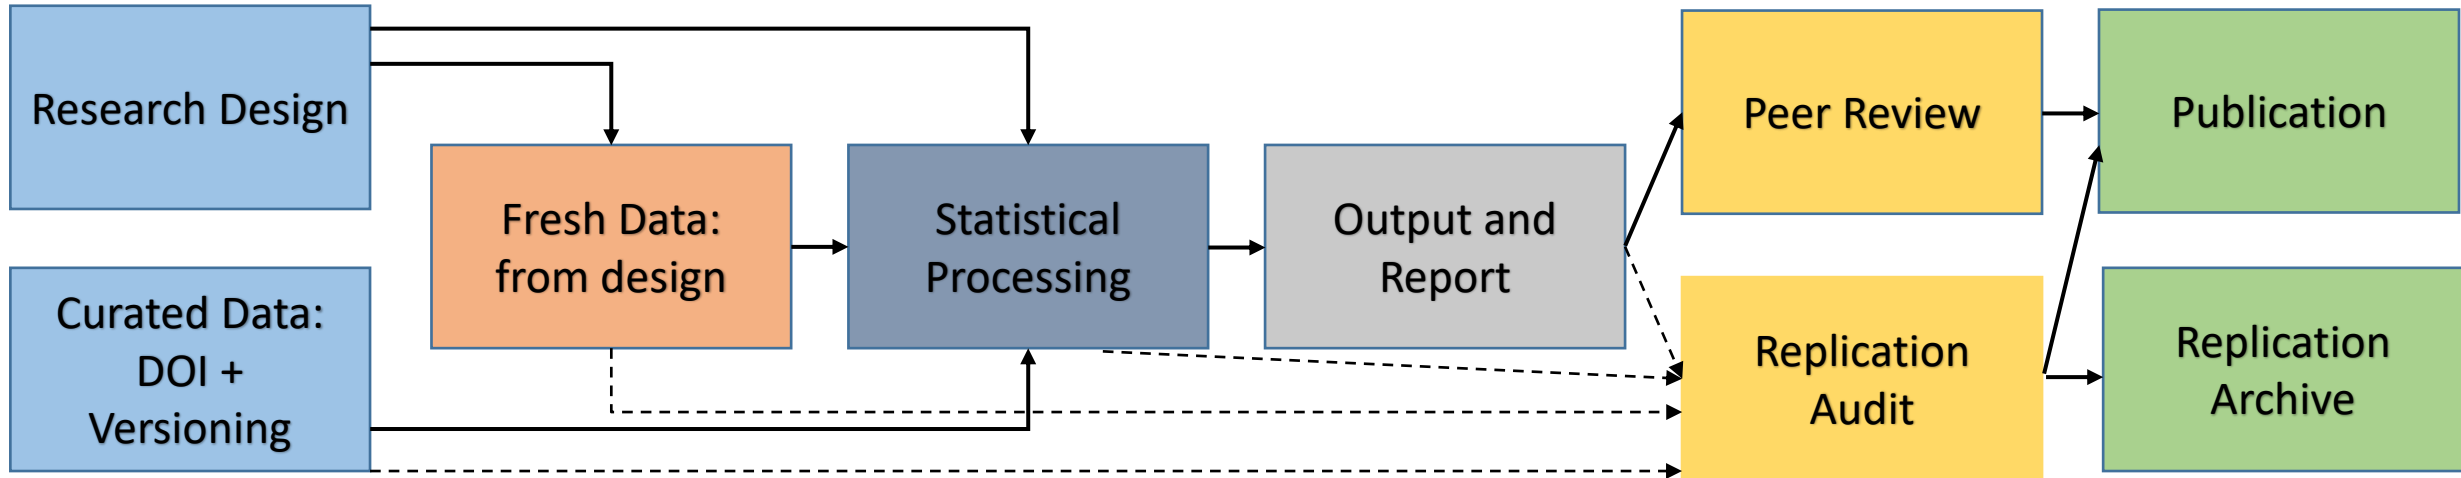 Research Design
Curated Data:
DOI +
Versioning
Fresh Data:
from design
Statistical
Processing
Output and
Report
Peer Review
Replication
Audit
Publication
Replication
Archive